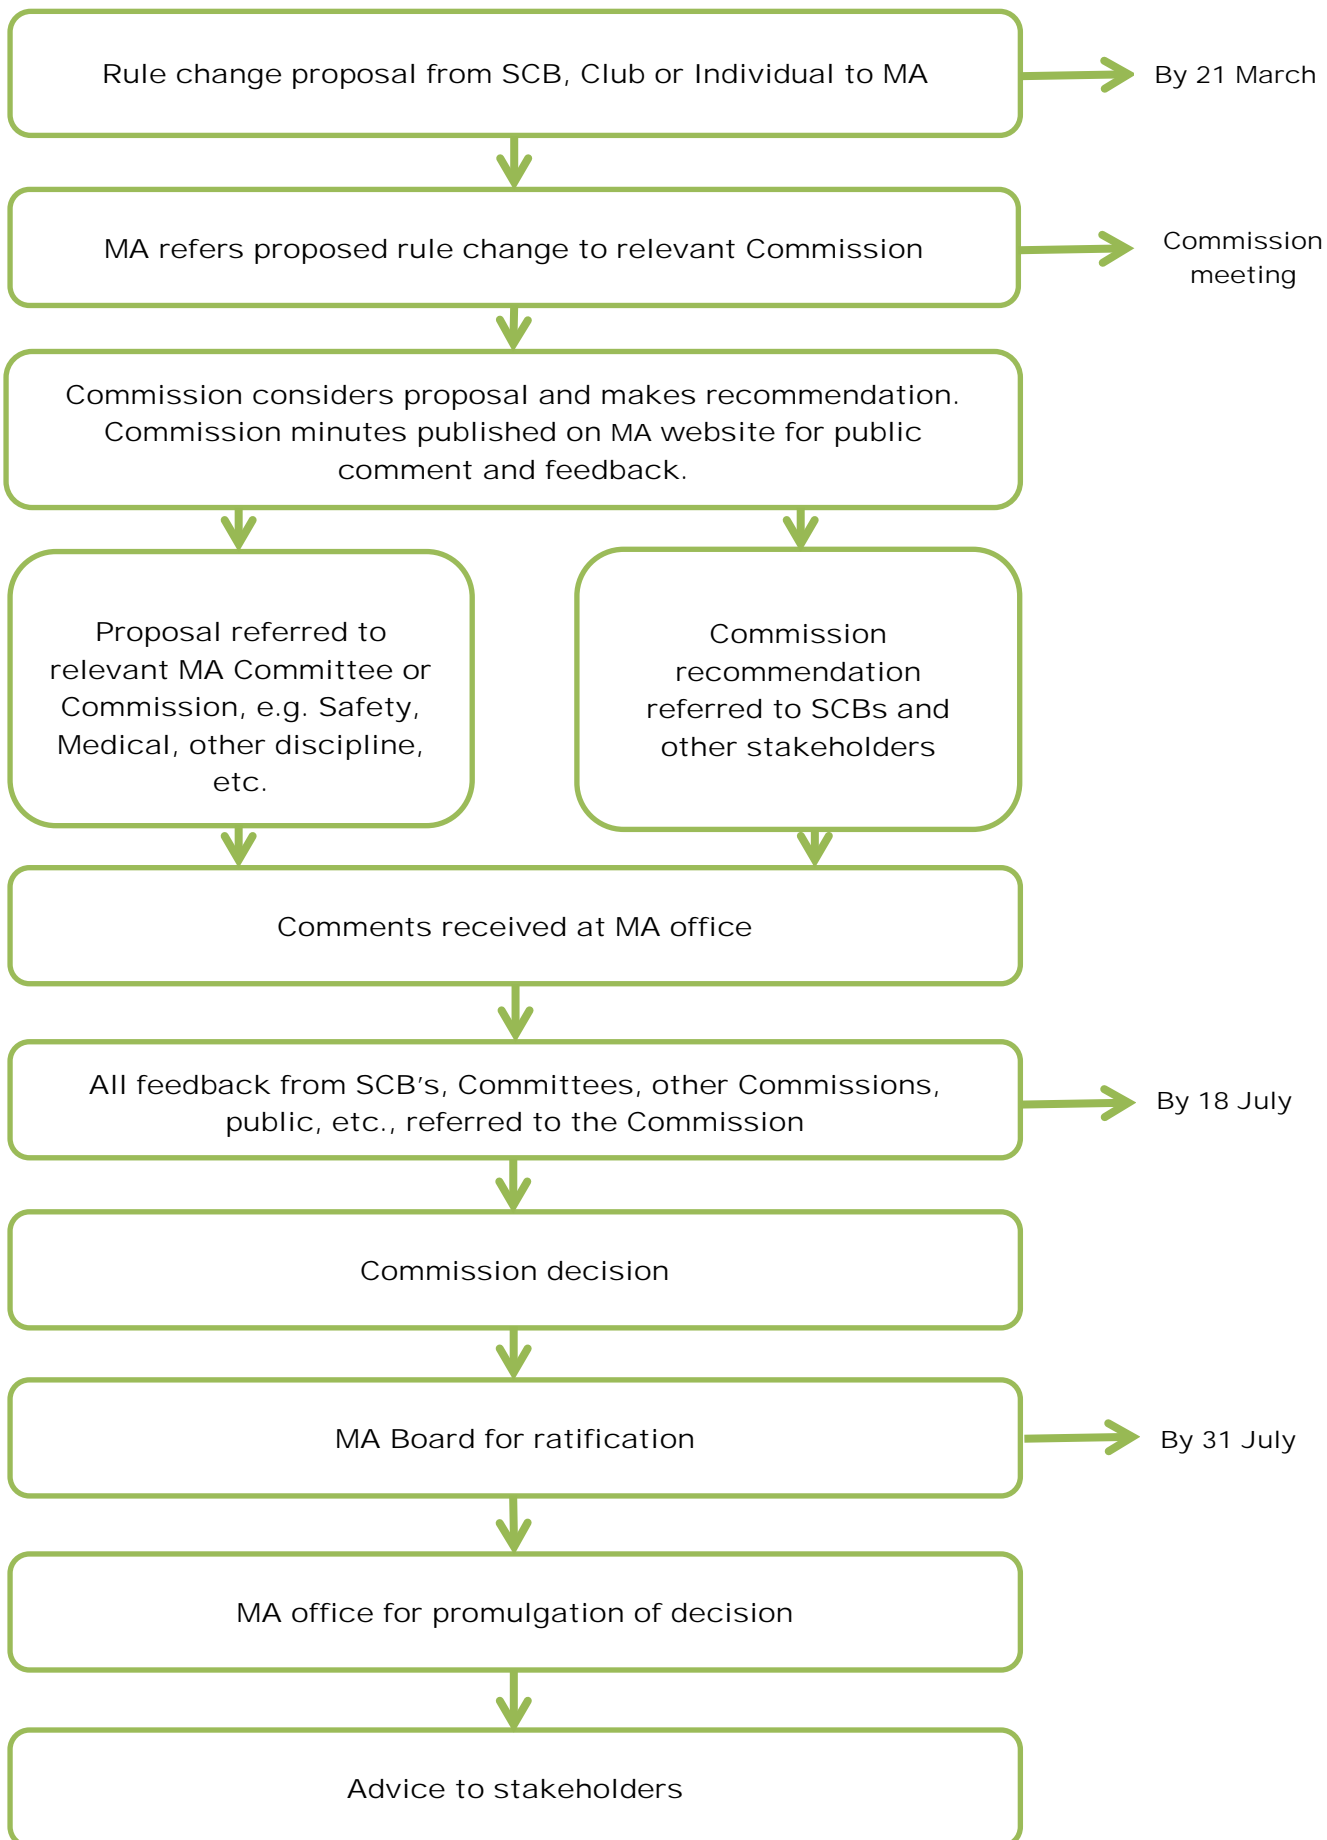 Rule change proposal from SCB, Club or Individual to MA
By 21 March
MA refers proposed rule change to relevant Commission
Commission
meeting
Commission considers proposal and makes recommendation.
Commission minutes published on MA website for public
comment and feedback.
Proposal referred to
relevant MA Committee or
Commission, e.g. Safety,
Medical, other discipline,
etc.
Commission
recommendation
referred to SCBs and
other stakeholders
Comments received at MA office
All feedback from SCB’s, Committees, other Commissions,
public, etc., referred to the Commission
By 18 July
Commission decision
MA Board for ratification
By 31 July
MA office for promulgation of decision
Advice to stakeholders